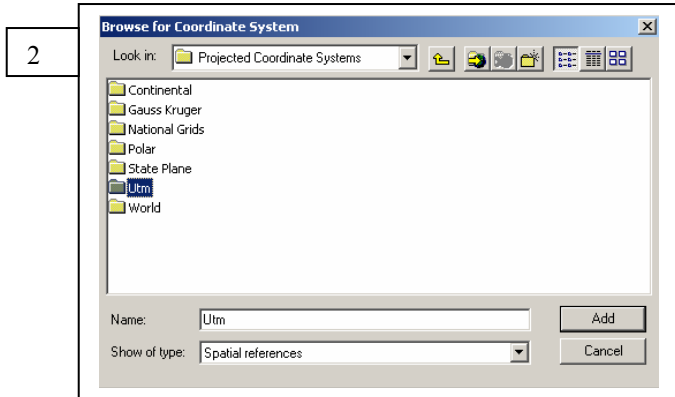 2
Browse for Coordinate System
Look in: Projected Coordinate Systems
Continental
Gauss Kruger
National Grids
Polar
State Plane
Utm
World
Name: Utm Add
Show of type: Spatial references Cancel